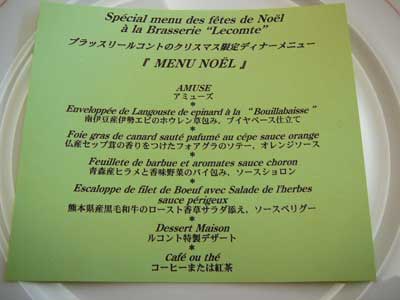 Spécial menu des fêtes de Noël
à la Brasserie “Lecomte”
ブラッスリールコントのクリスマス限定ディナーメニュー
『 MENU NOËL 』
AMUSE
アミューズ
*
Enveloppée de Langouste de epinard à la “Bouillabaisse”
南伊豆産伊勢エビのホウレン草包み、ブイヤベース仕立て
*
Foie gras de canard sauté pafumé au cépe sauce orange
仏産セップ茸の香りをつけたフォアグラのソテー、オレンジソース
*
Feuillete de barbue et aromates sauce choron
青森産ヒラメと香味野菜のパイ包み、ソースショロン
*
Escaloppe de filet de Boeuf avec Salade de l'herbes
sauce périgeux
熊本県産黒毛和牛のロースト香草サラダ添え、ソースペリグー
*
Dessert Maison
ルコント特製デザート
*
Café ou thé
コーヒーまたは紅茶